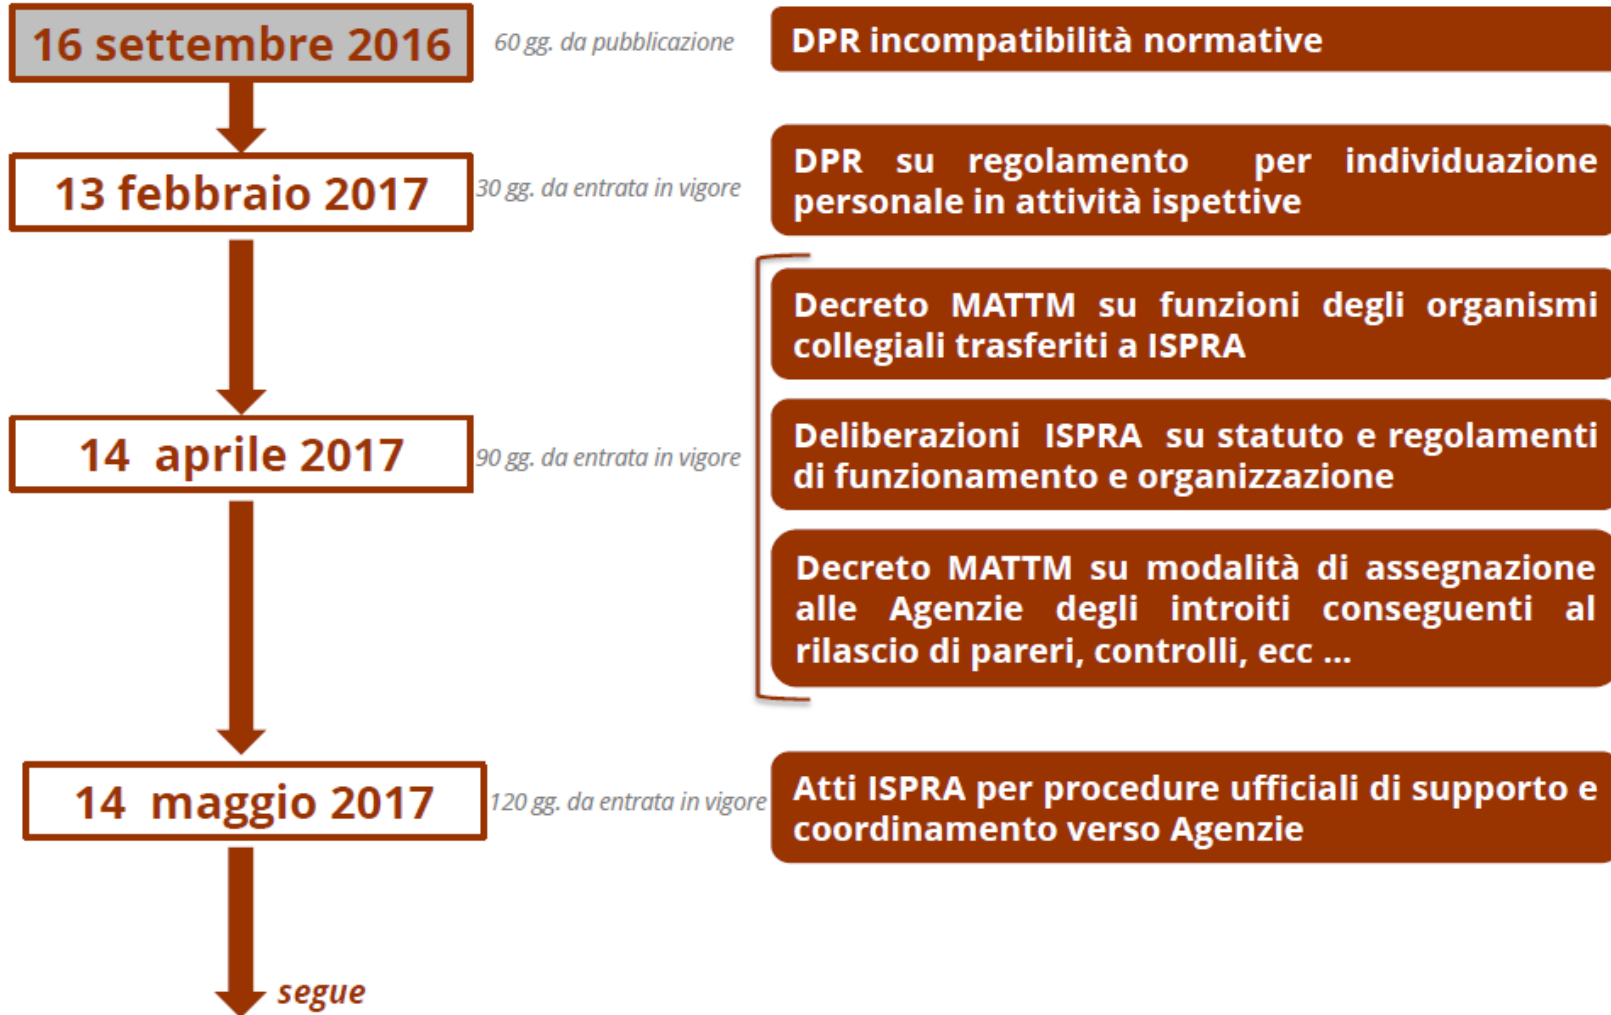 16 settembre 2016
60 gg. da pubblicazione
DPR incompatibilità normative
13 febbraio 2017
30 gg. da entrata in vigore
DPR su regolamento per individuazione
personale in attività ispettive
Decreto MATTM su funzioni degli organismi
collegiali trasferiti a ISPRA
14 aprile 2017
90 gg. da entrata in vigore
Deliberazioni ISPRA su statuto e regolamenti
di funzionamento e organizzazione
Decreto MATTM su modalità di assegnazione
alle Agenzie degli introiti conseguenti al
rilascio di pareri, controlli, ecc ...
14 maggio 2017
120 gg. da entrata in vigore
Atti ISPRA per procedure ufficiali di supporto e
coordinamento verso Agenzie
segue